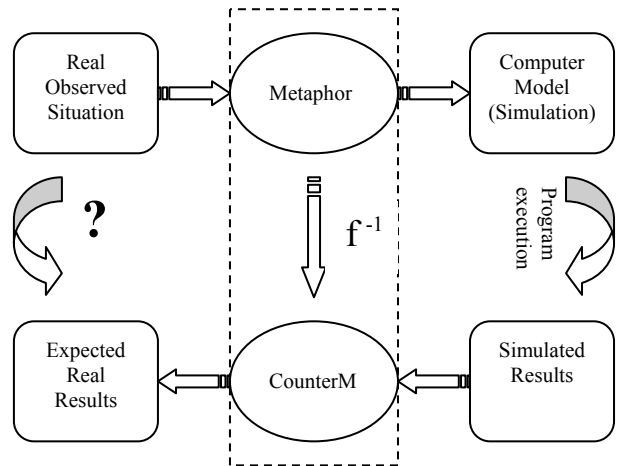 Real
Observed
Situation
Metaphor
Computer
Model
(Simulation)
?
f -1
Program
execution
Expected
Real
Results
CounterM
Simulated
Results